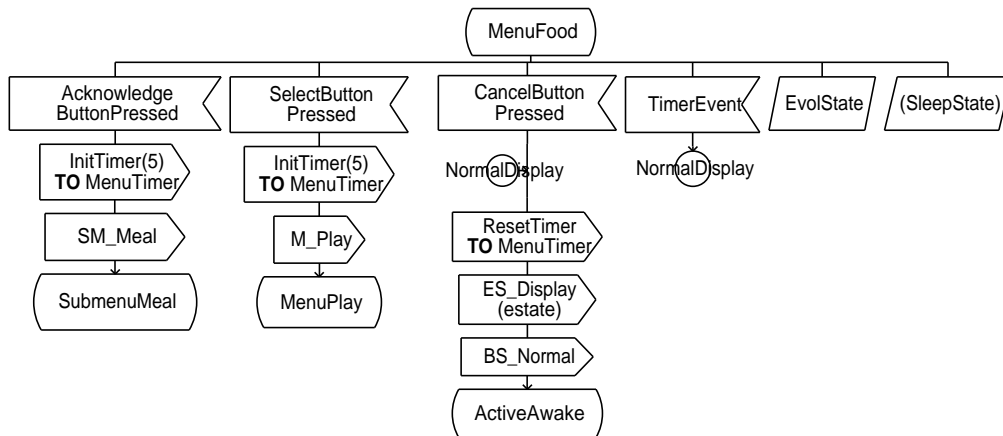 MenuFood
Acknowledge
ButtonPressed
SelectButton
Pressed
CancelButton
Pressed
TimerEvent
EvolState
(SleepState)
InitTimer(5)
TO MenuTimer
InitTimer(5)
TO MenuTimer
NormalDisplay
NormalDisplay
SM_Meal
M_Play
ResetTimer
TO MenuTimer
SubmenuMeal
MenuPlay
ES_Display
(estate)
BS_Normal
ActiveAwake